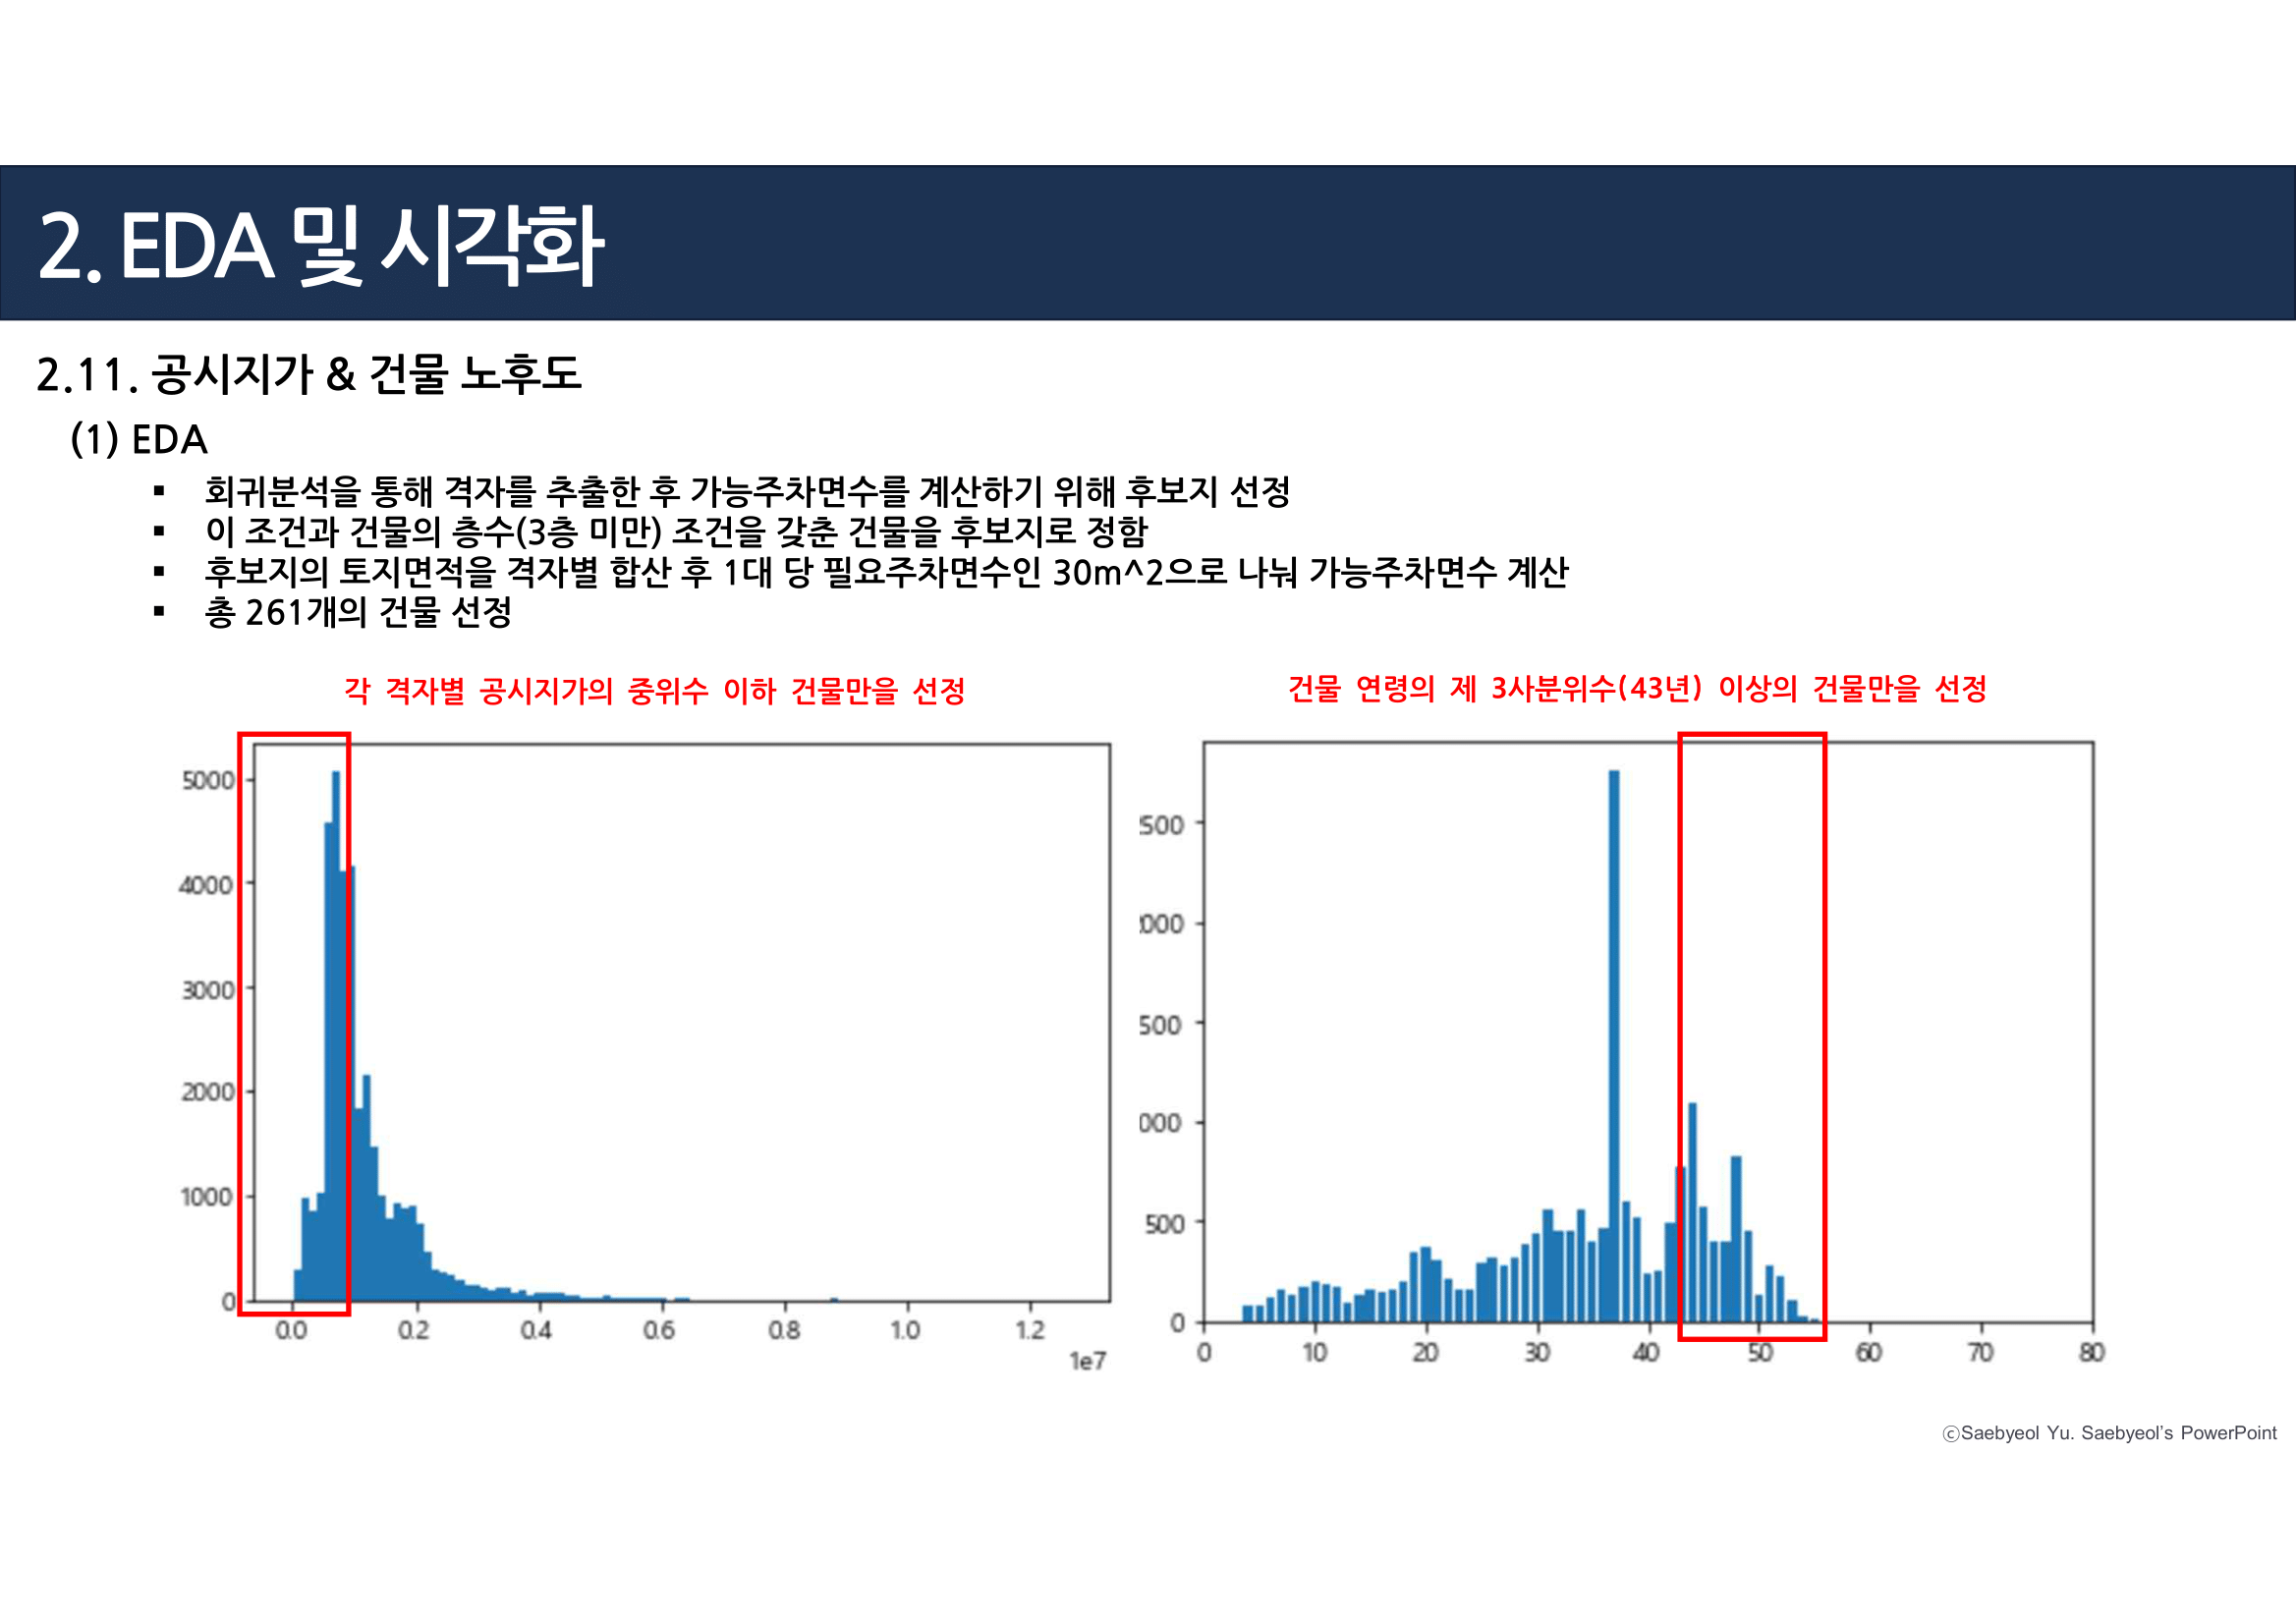 2. EDA 및 시각화
2.11. 공시지가 & 건물 노후도
(1) EDA
▪ 회귀분석을 통해 격자를 추출한 후 가능주차면수를 계산하기 위해 후보지 선정
▪ 이 조건과 건물의 층수(3층 미만) 조건을 갖춘 건물을 후보지로 정함
▪ 후보지의 토지면적을 격자별 합산 후 1대 당 필요주차면수인 30m^2으로 나눠 가능주차면수 계산
▪ 총 261개의 건물 선정
각 격자별 공시지가의 중위수 이하 건물만을 선정
건물 연령의 제 3사분위수(43년) 이상의 건물만을 선정
5000
4000
3000
2000
1000
0
0.0 0.2 0.4 0.6 0.8 1.0 1.2
1e7
500
000
500
000
500
0
0 10 20 30 40 50 60 70 80
ⓒSaebyeol Yu. Saebyeol's PowerPoint